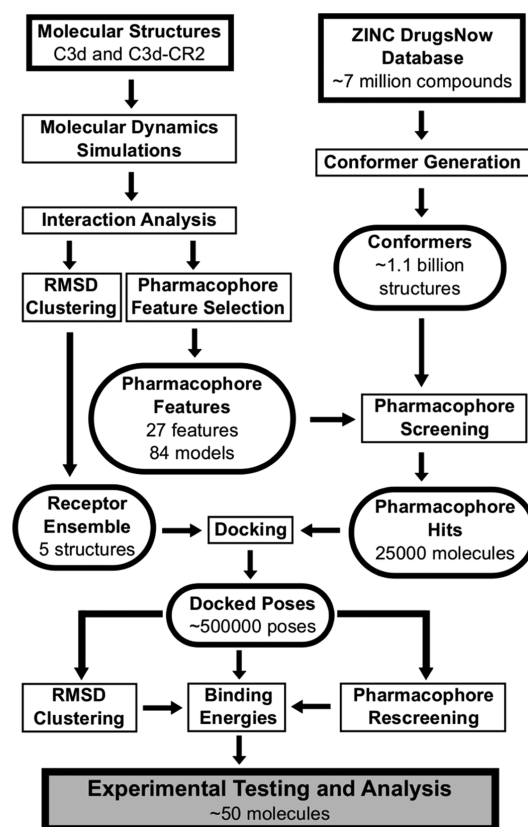 Molecular Structures
C3d and C3d-CR2
ZINC DrugsNow
Database
~7 million compounds
Molecular Dynamics
Simulations
Conformer Generation
Interaction Analysis
Conformers
~1.1 billion
structures
RMSD
Clustering
Pharmacophore
Feature Selection
Pharmacophore
Features
27 features
84 models
Pharmacophore
Screening
Receptor
Ensemble
5 structures
Docking
Pharmacophore
Hits
25000 molecules
Docked Poses
~500000 poses
RMSD
Clustering
Binding
Energies
Pharmacophore
Rescreening
Experimental Testing and Analysis
~50 molecules